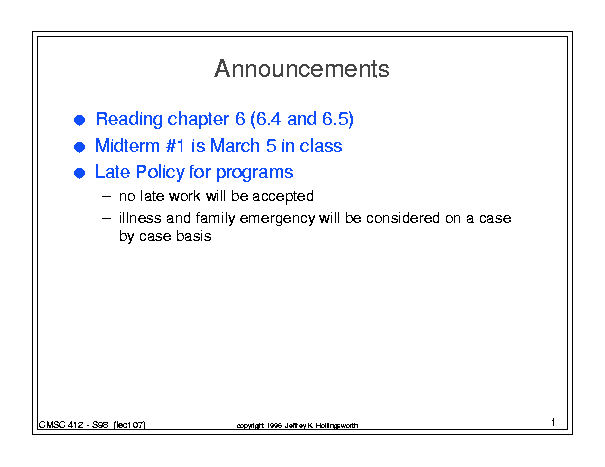 Announcements
● Reading chapter 6 (6.4 and 6.5)
● Midterm #1 is March 5 in class
● Late Policy for programs
– no late work will be accepted
– illness and family emergency will be considered on a case
by case basis
CMSC 412 - S98 (lect 07)
copyright 1996 Jeffrey K. Hollingsworth
1